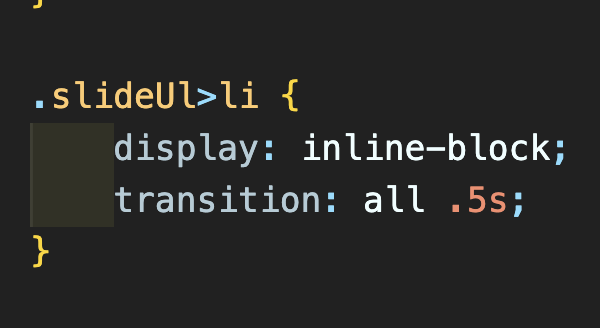 }
.slideUl>li {
    display: inline-block;
    transition: all .5s;
}